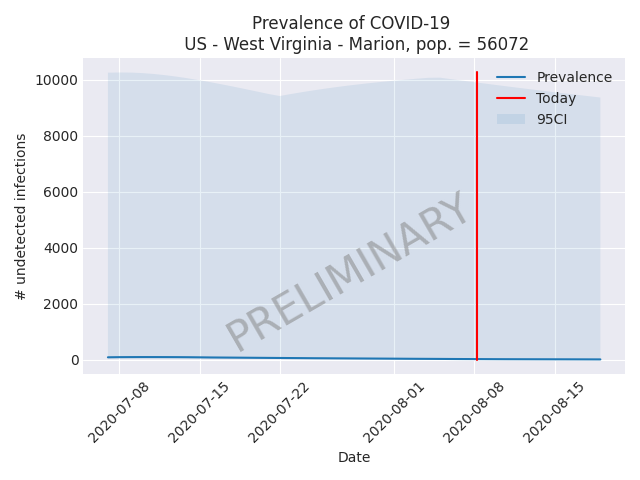 Prevalence of COVID-19
US - West Virginia - Marion, pop. = 56072
10000
8000
6000
4000
2000
0
# undetected infections
Prevalence
Today
95CI
PRELIMINARY
2020-07-08
2020-07-15
2020-07-22
2020-08-01
2020-08-08
2020-08-15
Date